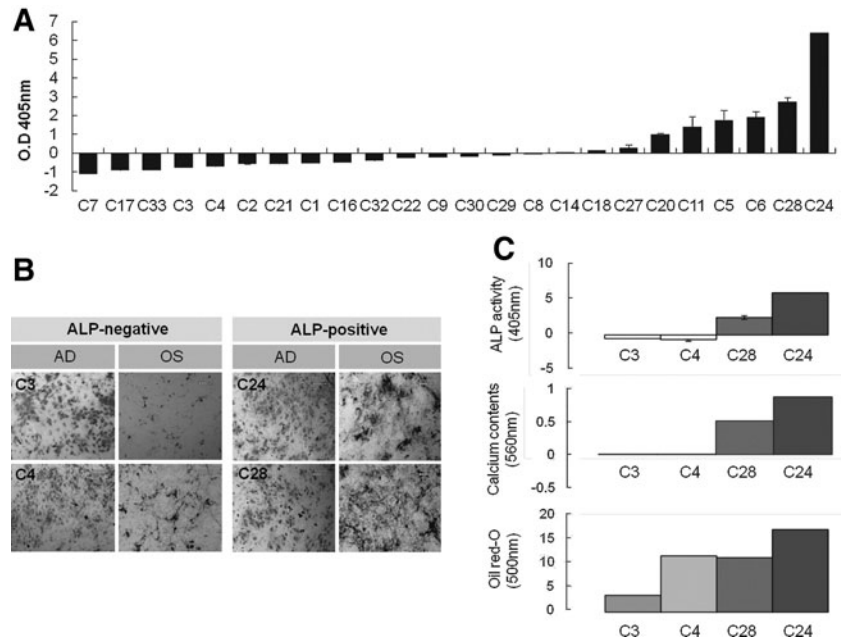 A
O.D 405nm
7
6
5
4
3
2
1
0
-1
-2
C7 C17 C33 C3 C4 C2 C21 C1 C16 C32 C22 C9 C30 C29 C8 C14 C18 C27 C20 C11 C5 C6 C28 C24
B
ALP-negative ALP-positive
AD OS AD OS
C3 C24
C4 C28
C
ALP activity
(405nm)
10
5
0
-5
C3 C4 C28 C24
Calcium contents
(560nm)
1
0.5
0
-0.5
C3 C4 C28 C24
Oil red-O
(500nm)
20
15
10
5
0
C3 C4 C28 C24